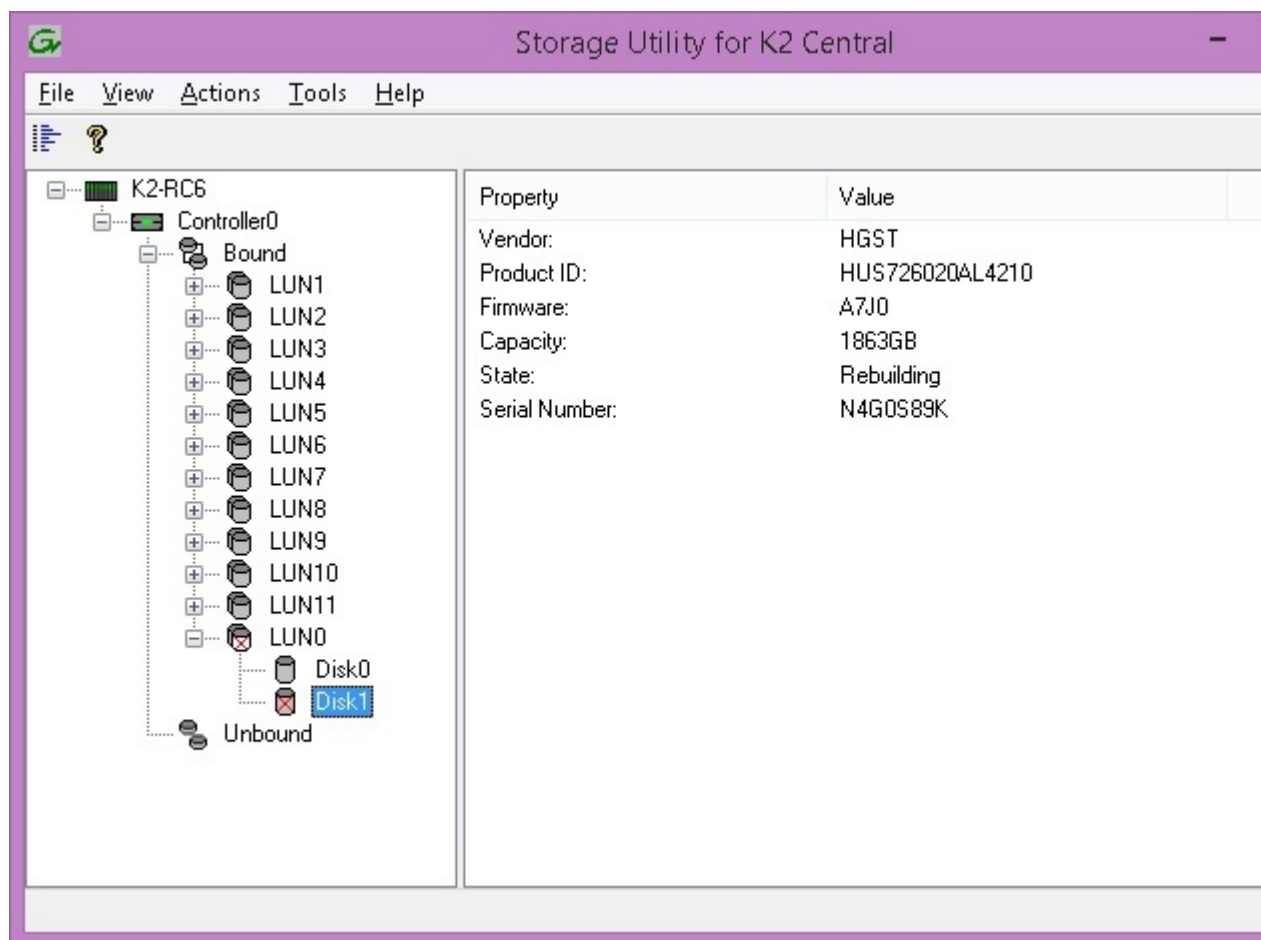 Storage Utility for K2 Central
File View Actions Tools Help
K2-RC6
Controller0
Bound
LUN1
LUN2
LUN3
LUN4
LUN5
LUN6
LUN7
LUN8
LUN9
LUN10
LUN11
LUN0
Disk0
Disk1
Unbound
Property Value
Vendor: HGST
Product ID: HUS726020AL4210
Firmware: A7J0
Capacity: 1863GB
State: Rebuilding
Serial Number: N4G0S89K